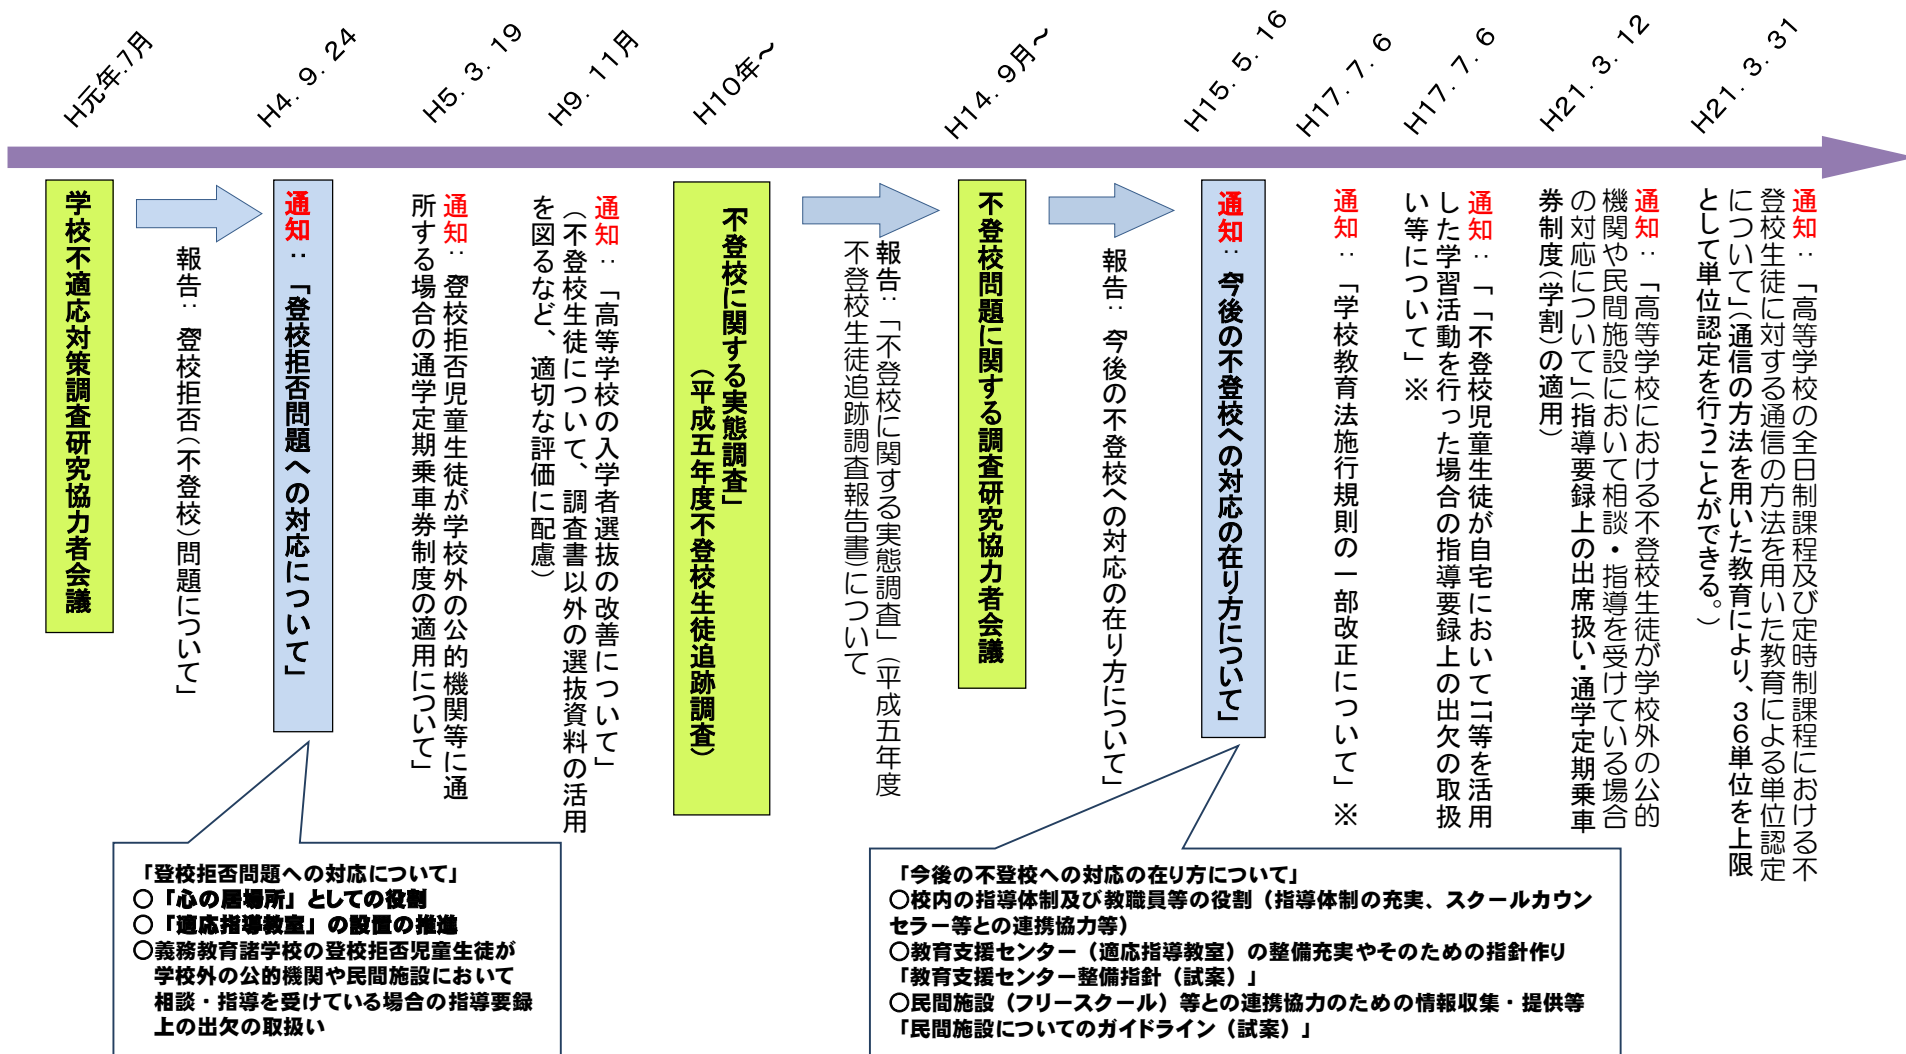 H元年.7月
H4. 9. 24
H5. 3. 19
H9. 11月
H10年～
H14. 9月～
H15. 5. 16
H17. 7. 6
H17. 7. 6
H21. 3. 12
H21. 3. 31
学校不適応対策調査研究協力者会議
報告：「登校拒否（不登校）問題について」
通知：「登校拒否問題への対応について」
通知：「登校拒否児童生徒が学校外の公的機関等に通
所する場合の通学定期乗車券制度の適用について」
通知：「高等学校の入学者選抜の改善について」
（不登校生徒について、調査書以外の選抜資料の活用
を図るなど、適切な評価に配慮）
「不登校に関する実態調査」
（平成五年度不登校生徒追跡調査）
報告：「不登校に関する実態調査」（平成五年度
不登校生徒追跡調査報告書）について
不登校問題に関する調査研究協力者会議
報告：「今後の不登校への対応の在り方について」
通知：「今後の不登校への対応の在り方について」
通知：「学校教育法施行規則の一部改正について」※
通知：「「不登校児童生徒が自宅においてIT等を活用
した学習活動を行った場合の指導要録上の出欠の取扱
い等について」※
通知：「高等学校における不登校生徒が学校外の公的
機関や民間施設において相談・指導を受けている場合
の対応について」（指導要録上の出席扱い・通学定期乗車
券制度（学割）の適用）
通知：「高等学校の全日制課程及び定時制課程における不
登校生徒に対する通信の方法を用いた教育による単位認定
について」（通信の方法を用いた教育により、36単位を上限
として単位認定を行うことができる。）
「登校拒否問題への対応について」
○「心の居場所」としての役割
○「適応指導教室」の設置の推進
○義務教育諸学校の登校拒否児童生徒が
学校外の公的機関や民間施設において
相談・指導を受けている場合の指導要録
上の出欠の取扱い
「今後の不登校への対応の在り方について」
○校内の指導体制及び教職員等の役割（指導体制の充実、スクールカウン
セラー等との連携協力等）
○教育支援センター（適応指導教室）の整備充実やそのための指針作り
「教育支援センター整備指針（試案）」
○民間施設（フリースクール）等との連携協力のための情報収集・提供等
「民間施設についてのガイドライン（試案）」